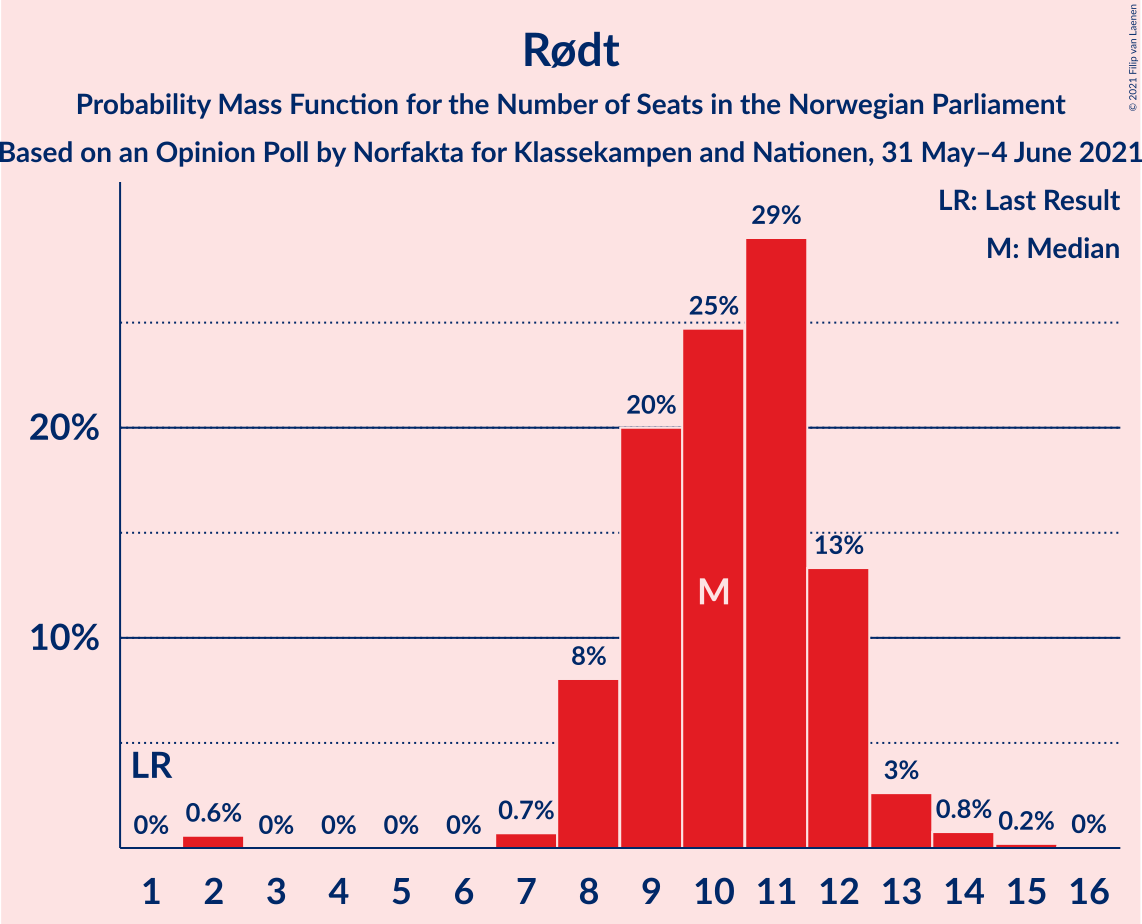 Rødt
Probability Mass Function for the Number of Seats in the Norwegian Parliament
Based on an Opinion Poll by Norfakta for Klassekampen and Nationen, 31 May–4 June 2021
© 2021 Filip van Laenen
LR: Last Result
M: Median
29%
25%
20%
20%
13%
M
10%
8%
LR
3%
0% 0.6% 0% 0% 0% 0% 0.7% 0.8% 0.2% 0%
1 2 3 4 5 6 7 8 9 10 11 12 13 14 15 16